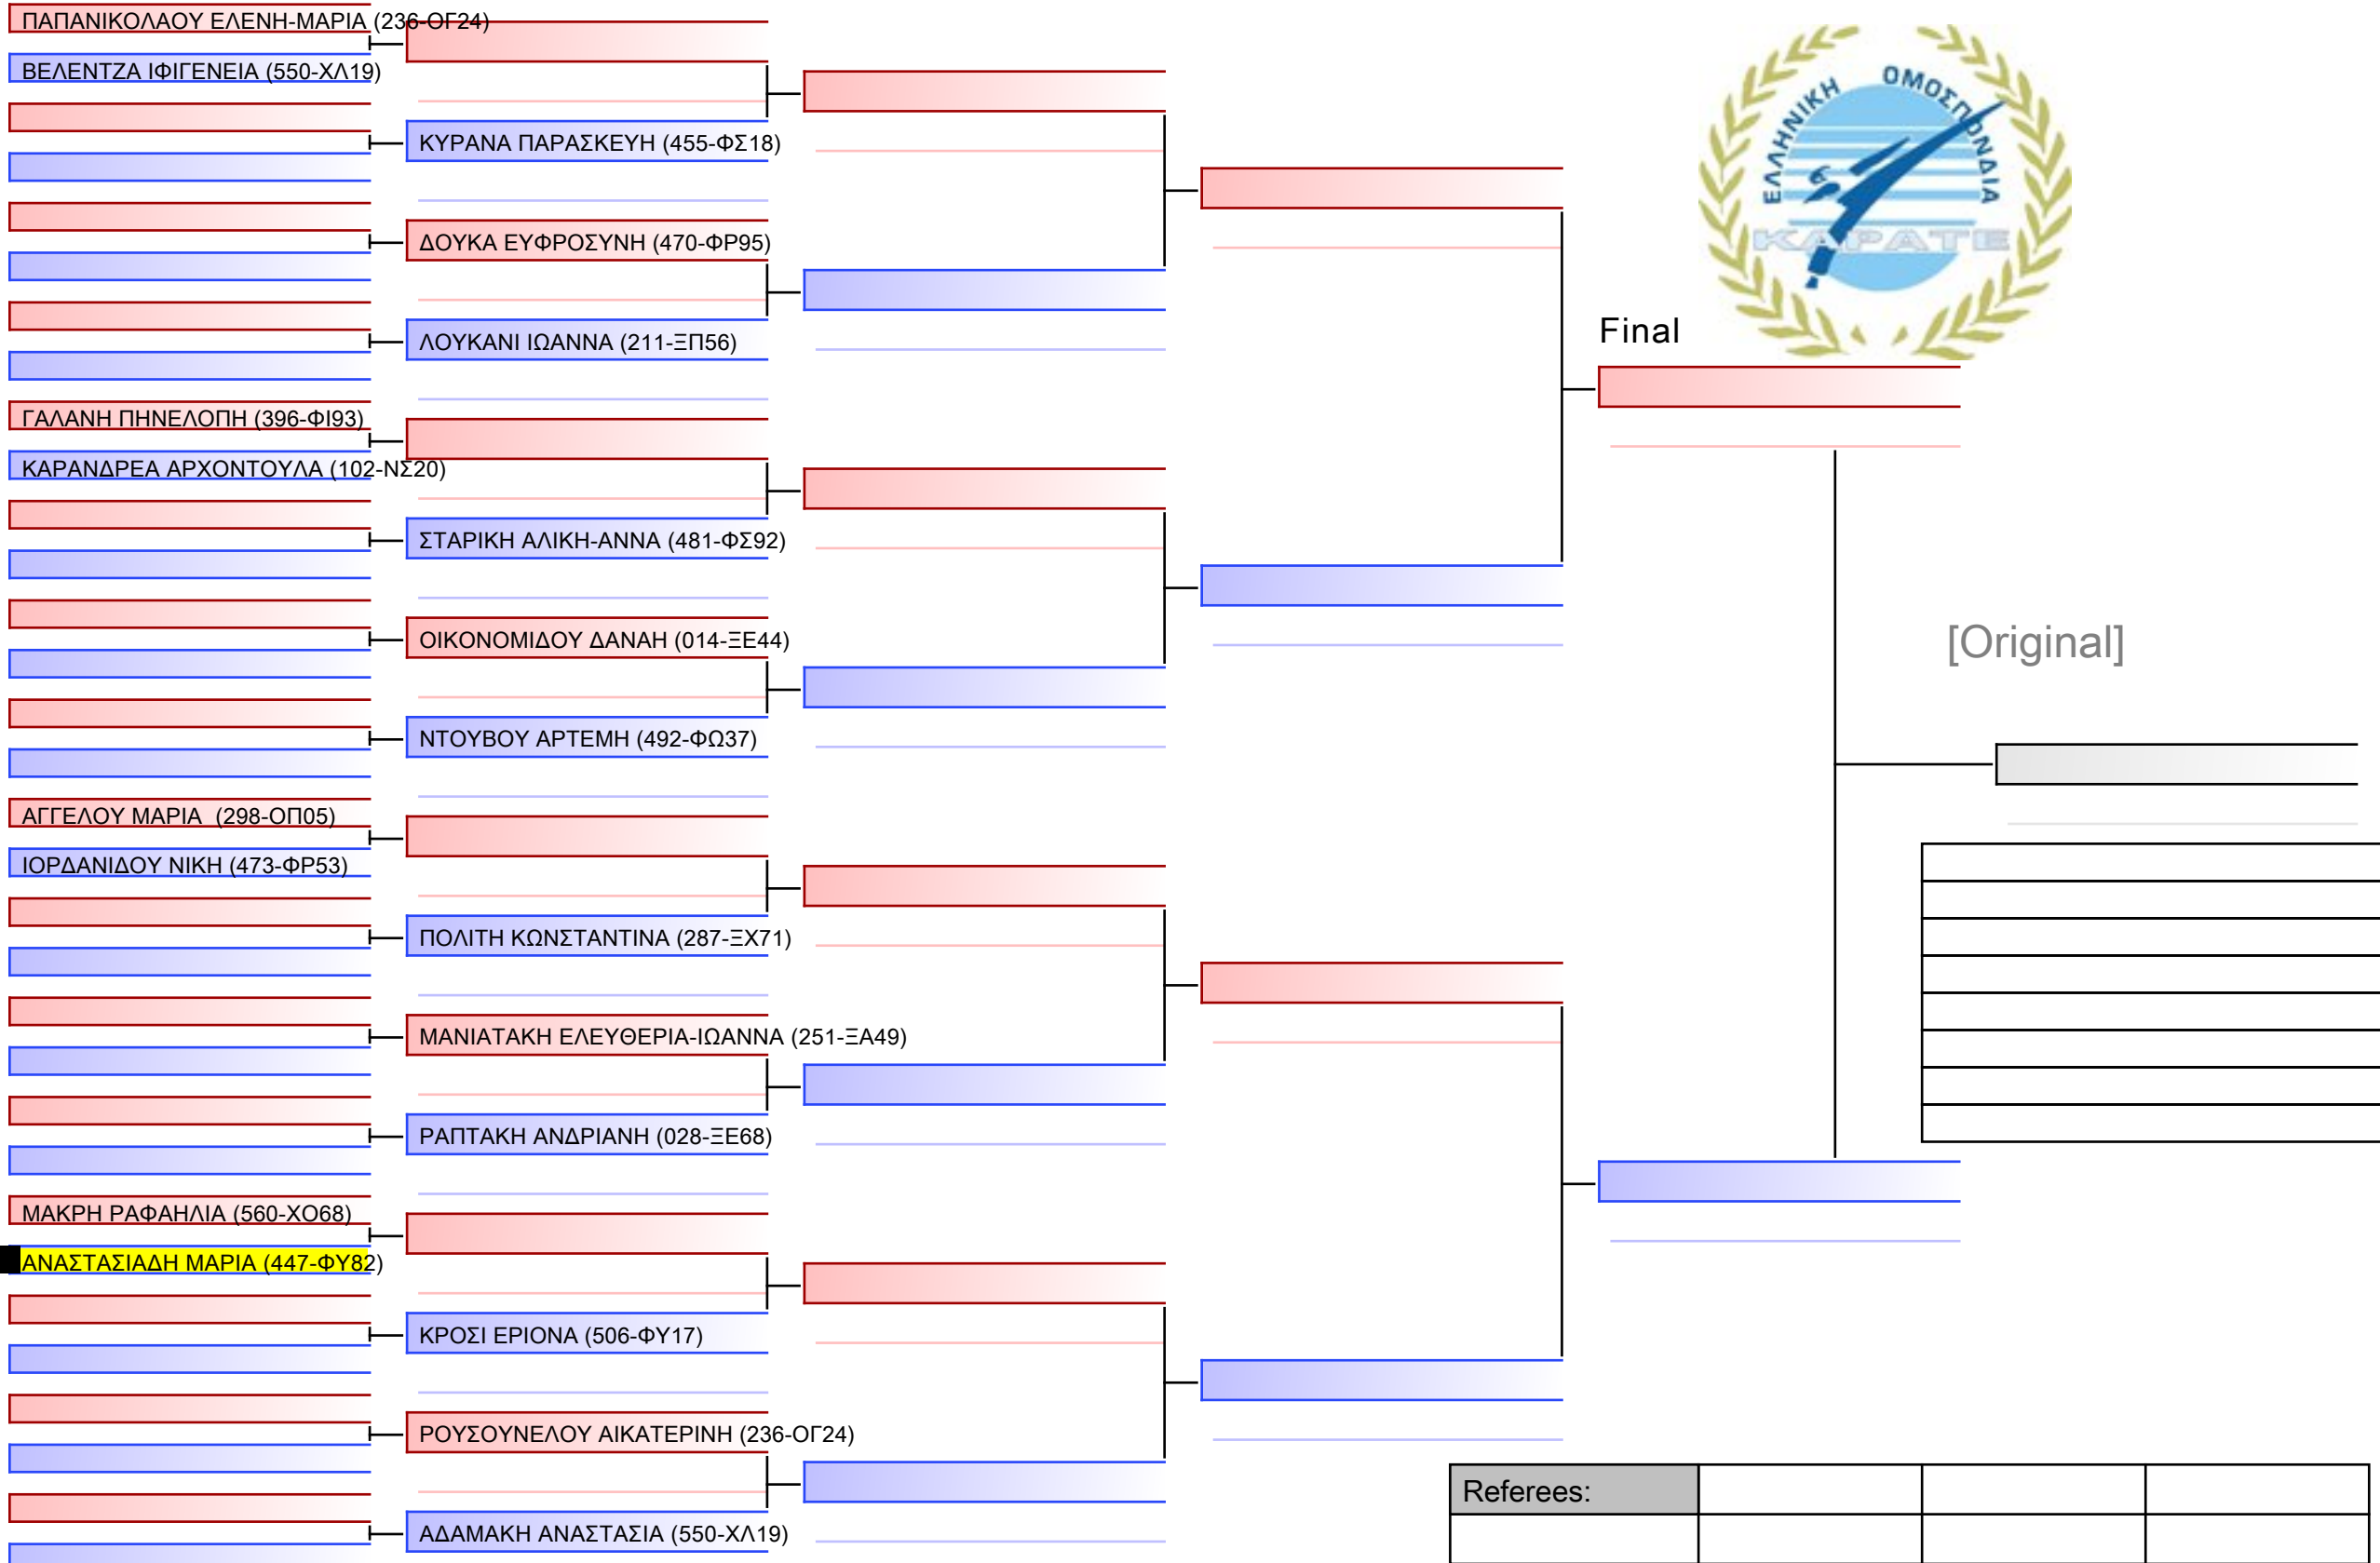 ΠΑΠΑΝΙΚΟΛΑΟΥ ΕΛΕΝΗ-ΜΑΡΙΑ (236-ΟΓ24)
ΒΕΛΕΝΤΖΑ ΙΦΙΓΕΝΕΙΑ (550-ΧΛ19)
ΚΥΡΑΝΑ ΠΑΡΑΣΚΕΥΗ (455-ΦΣ18)
ΔΟΥΚΑ ΕΥΦΡΟΣΥΝΗ (470-ΦΡ95)
ΛΟΥΚΑΝΙ ΙΩΑΝΝΑ (211-ΞΠ56)
ΓΑΛΑΝΗ ΠΗΝΕΛΟΠΗ (396-ΦΙ93)
ΚΑΡΑΝΔΡΕΑ ΑΡΧΟΝΤΟΥΛΑ (102-ΝΣ20)
ΣΤΑΡΙΚΗ ΑΛΙΚΗ-ΑΝΝΑ (481-ΦΣ92)
ΟΙΚΟΝΟΜΙΔΟΥ ΔΑΝΑΗ (014-ΞΕ44)
ΝΤΟΥΒΟΥ ΑΡΤΕΜΗ (492-ΦΩ37)
ΑΓΓΕΛΟΥ ΜΑΡΙΑ  (298-ΟΠ05)
ΙΟΡΔΑΝΙΔΟΥ ΝΙΚΗ (473-ΦΡ53)
ΠΟΛΙΤΗ ΚΩΝΣΤΑΝΤΙΝΑ (287-ΞΧ71)
ΜΑΝΙΑΤΑΚΗ ΕΛΕΥΘΕΡΙΑ-ΙΩΑΝΝΑ (251-ΞΑ49)
ΡΑΠΤΑΚΗ ΑΝΔΡΙΑΝΗ (028-ΞΕ68)
ΜΑΚΡΗ ΡΑΦΑΗΛΙΑ (560-ΧΟ68)
ΑΝΑΣΤΑΣΙΑΔΗ ΜΑΡΙΑ (447-ΦΥ82)
ΚΡΟΣΙ ΕΡΙΟΝΑ (506-ΦΥ17)
ΡΟΥΣΟΥΝΕΛΟΥ ΑΙΚΑΤΕΡΙΝΗ (236-ΟΓ24)
ΑΔΑΜΑΚΗ ΑΝΑΣΤΑΣΙΑ (550-ΧΛ19)
ΕΛΛΗΝΙΚΗ ΟΜΟΣΠΟΝΔΙΑ
ΚΑΡΑΤΕ
Final
[Original]
Referees: